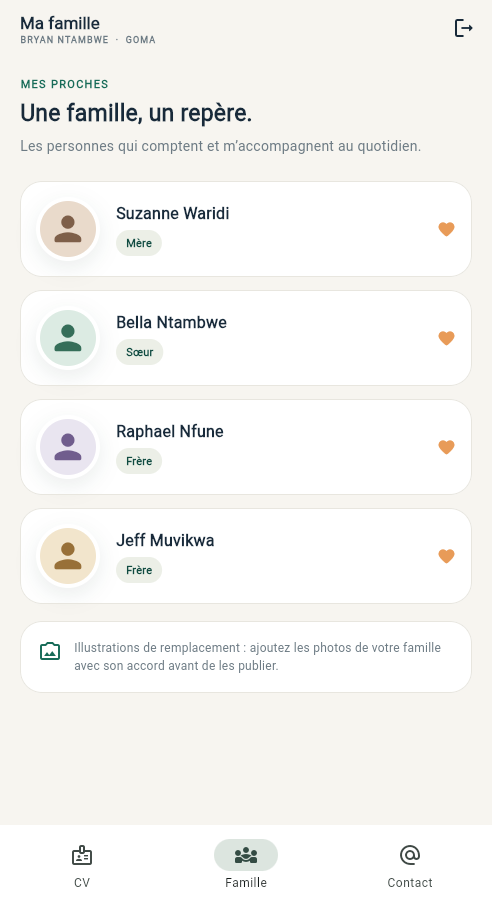 Ma famille
BRYAN NTAMBWE · GOMA
MES PROCHES
Une famille, un repère.
Les personnes qui comptent et m’accompagnent au quotidien.
Suzanne Waridi
Mère
Bella Ntambwe
Sœur
Raphael Nfune
Frère
Jeff Muvikwa
Frère
Illustrations de remplacement : ajoutez les photos de votre famille
avec son accord avant de les publier.
CV
Famille
Contact